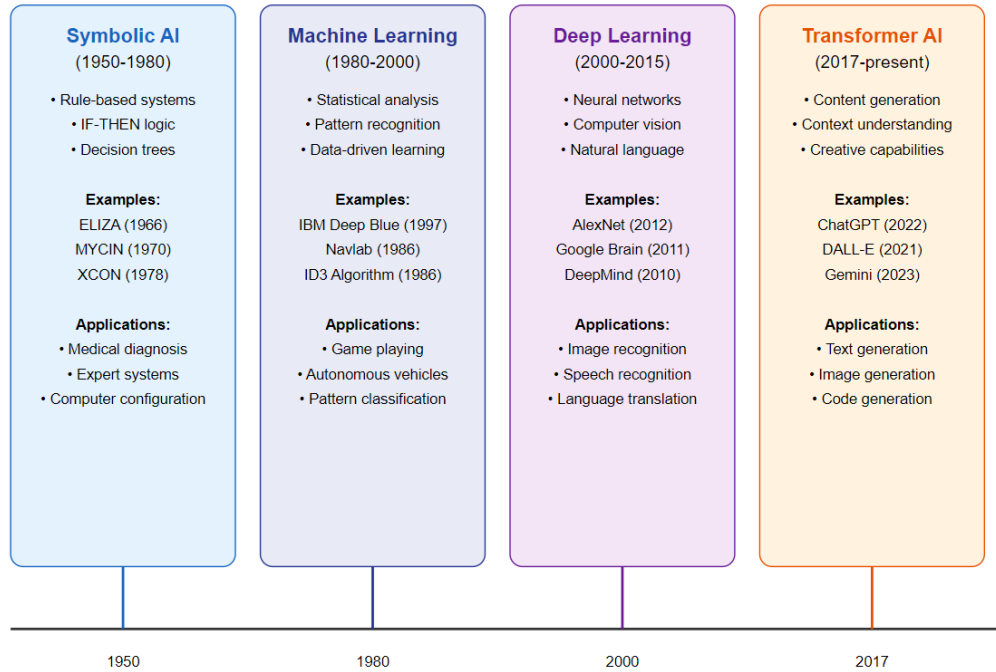 Symbolic AI
(1950-1980)
• Rule-based systems
• IF-THEN logic
• Decision trees
Examples:
ELIZA (1966)
MYCIN (1970)
XCON (1978)
Applications:
• Medical diagnosis
• Expert systems
• Computer configuration
Machine Learning
(1980-2000)
• Statistical analysis
• Pattern recognition
• Data-driven learning
Examples:
IBM Deep Blue (1997)
Navlab (1986)
ID3 Algorithm (1986)
Applications:
• Game playing
• Autonomous vehicles
• Pattern classification
Deep Learning
(2000-2015)
• Neural networks
• Computer vision
• Natural language
Examples:
AlexNet (2012)
Google Brain (2011)
DeepMind (2010)
Applications:
• Image recognition
• Speech recognition
• Language translation
Transformer AI
(2017-present)
• Content generation
• Context understanding
• Creative capabilities
Examples:
ChatGPT (2022)
DALL-E (2021)
Gemini (2023)
Applications:
• Text generation
• Image generation
• Code generation
1950
1980
2000
2017